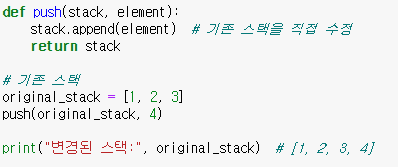 def push(stack, element):
    stack.append(element)  # 기존 스택을 직접 수정
    return stack
# 기존 스택
original_stack = [1, 2, 3]
push(original_stack, 4)
print("변경된 스택:", original_stack)  # [1, 2, 3, 4]